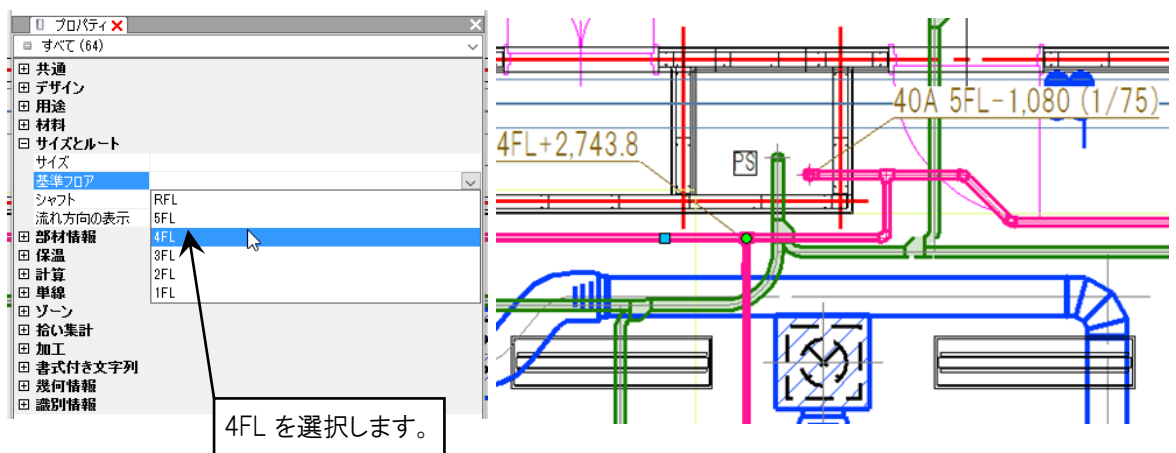 プロパティ
すべて (64)
共通
デザイン
用途
材料
サイズとルート
サイズ
基準フロア
シャフト
流れ方向の表示
部材情報
保温
計算
単線
ゾーン
拾い集計
加工
書式付き文字列
幾何情報
識別情報
RFL
5FL
4FL
3FL
2FL
1FL
4FL を選択します。
40A 5FL-1,080 (1/75)
4FL+2,743.8
PS